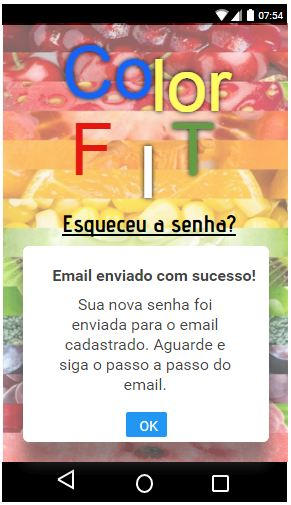 07:54
Color
F I T
Esqueceu a senha?
Email enviado com sucesso!
Sua nova senha foi
enviada para o email
cadastrado. Aguarde e
siga o passo a passo do
email.
OK